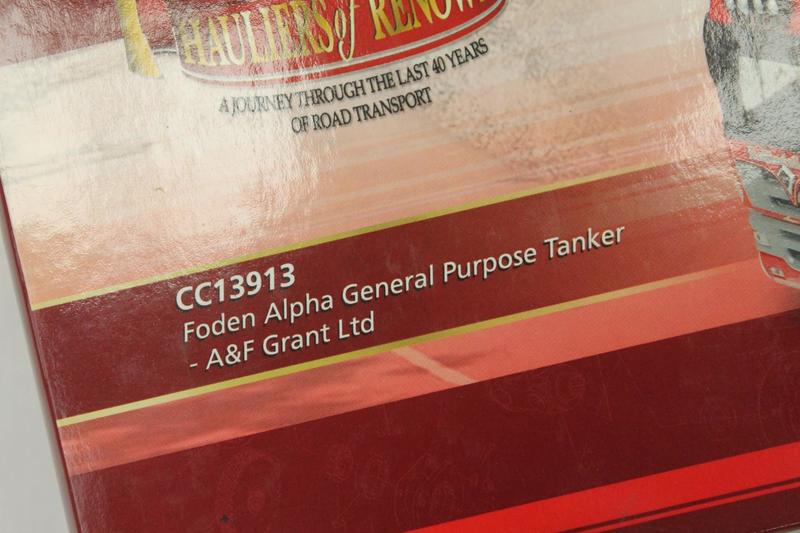 HAULIERS of RENOWN
A JOURNEY THROUGH THE LAST 40 YEARS
OF ROAD TRANSPORT
CC13913
Foden Alpha General Purpose Tanker
- A&F Grant Ltd